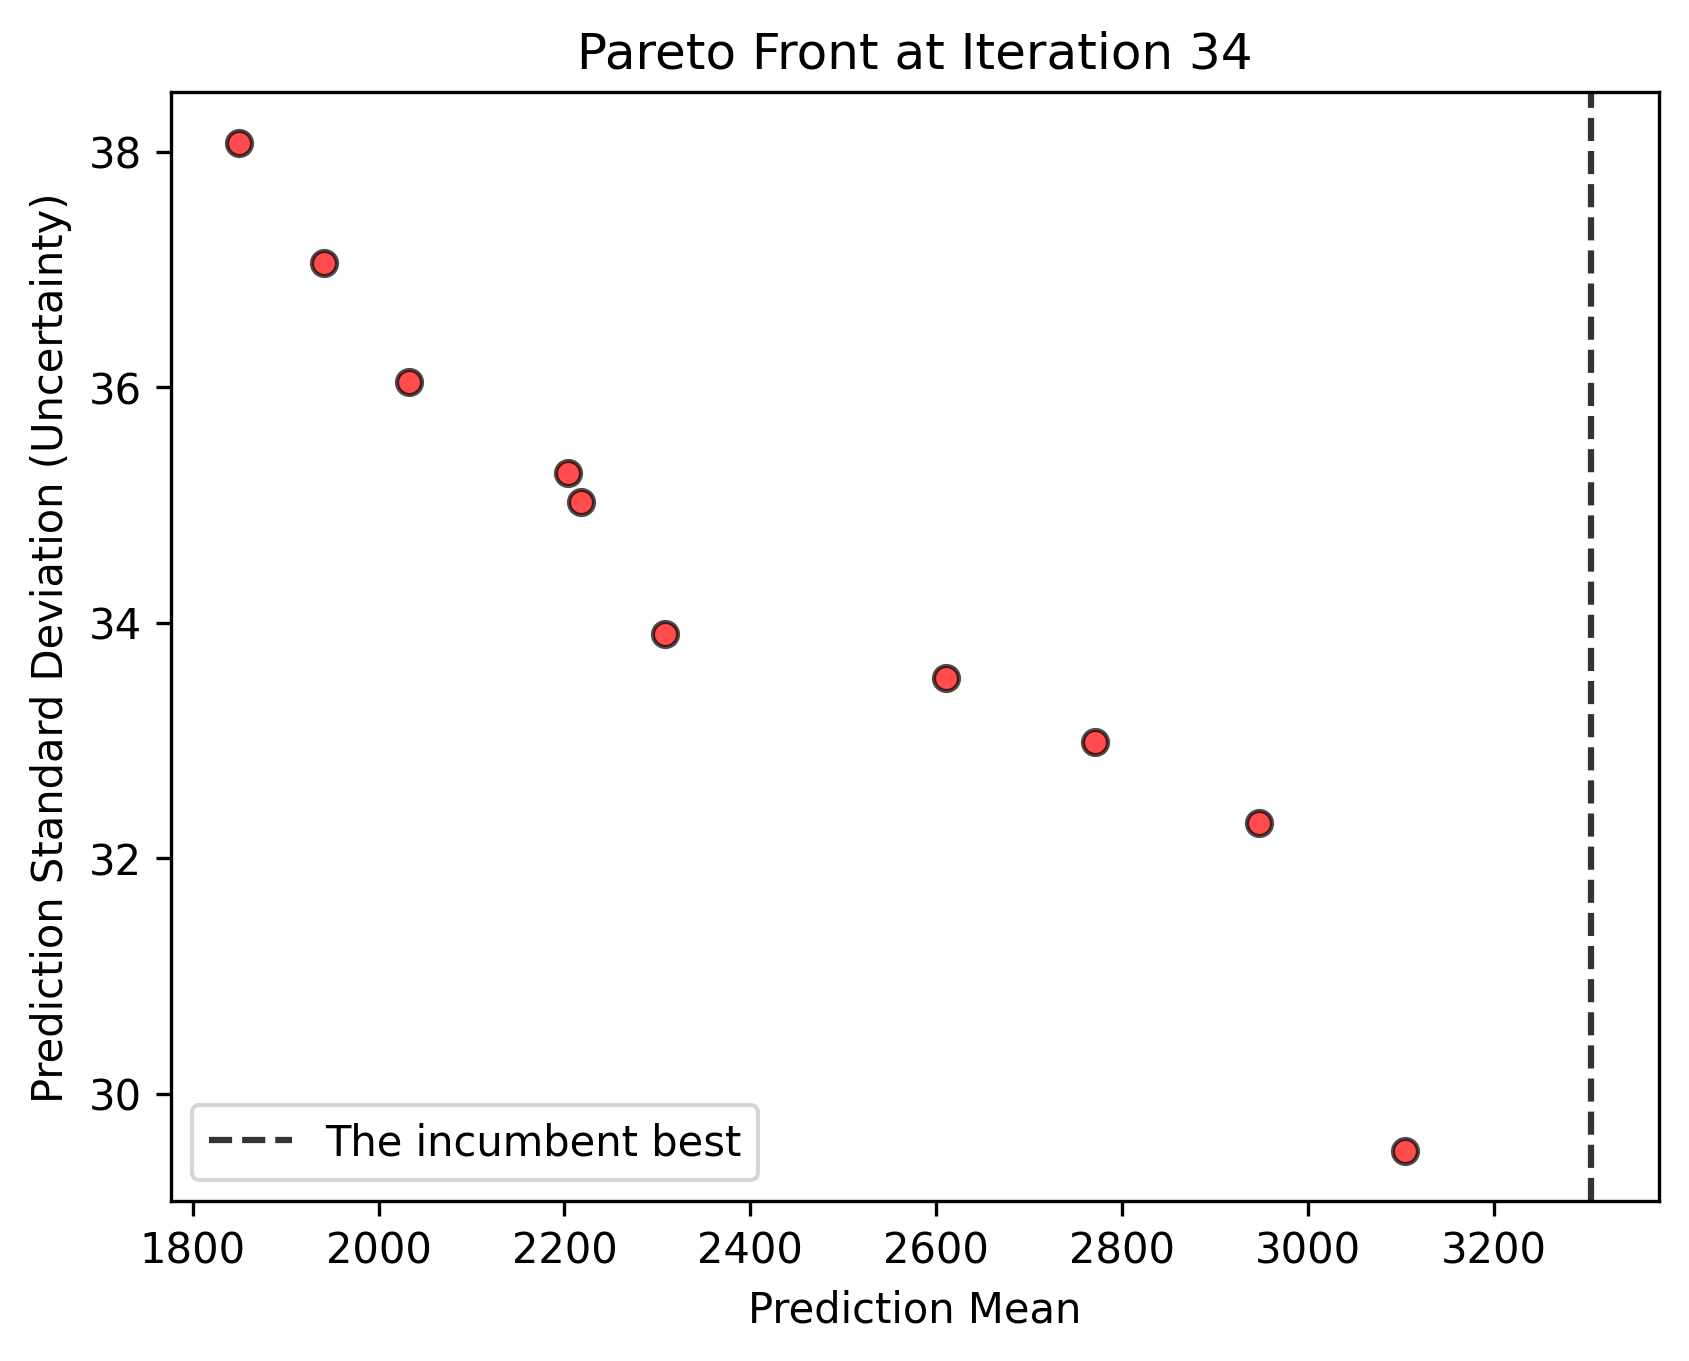 Pareto Front at Iteration 34
Prediction Standard Deviation (Uncertainty)
38
36
34
32
30
The incumbent best
1800 2000 2200 2400 2600 2800 3000 3200
Prediction Mean